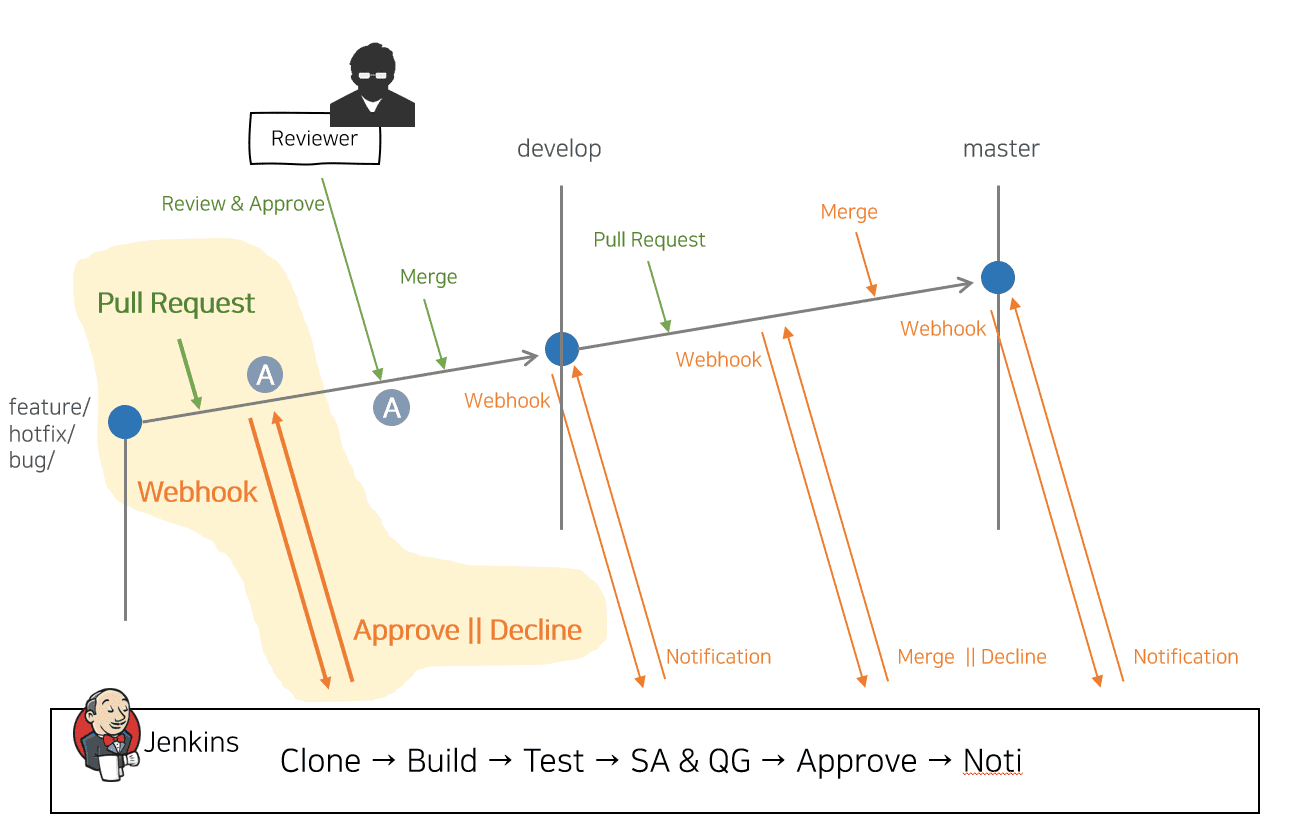 Reviewer
develop
master
Review & Approve
Merge
Pull Request
Merge
Pull Request
A
A
Webhook
Webhook
Webhook
feature/
hotfix/
bug/
Webhook
Approve || Decline
Notification
Merge || Decline
Notification
Jenkins
Clone → Build → Test → SA & QG → Approve → Noti